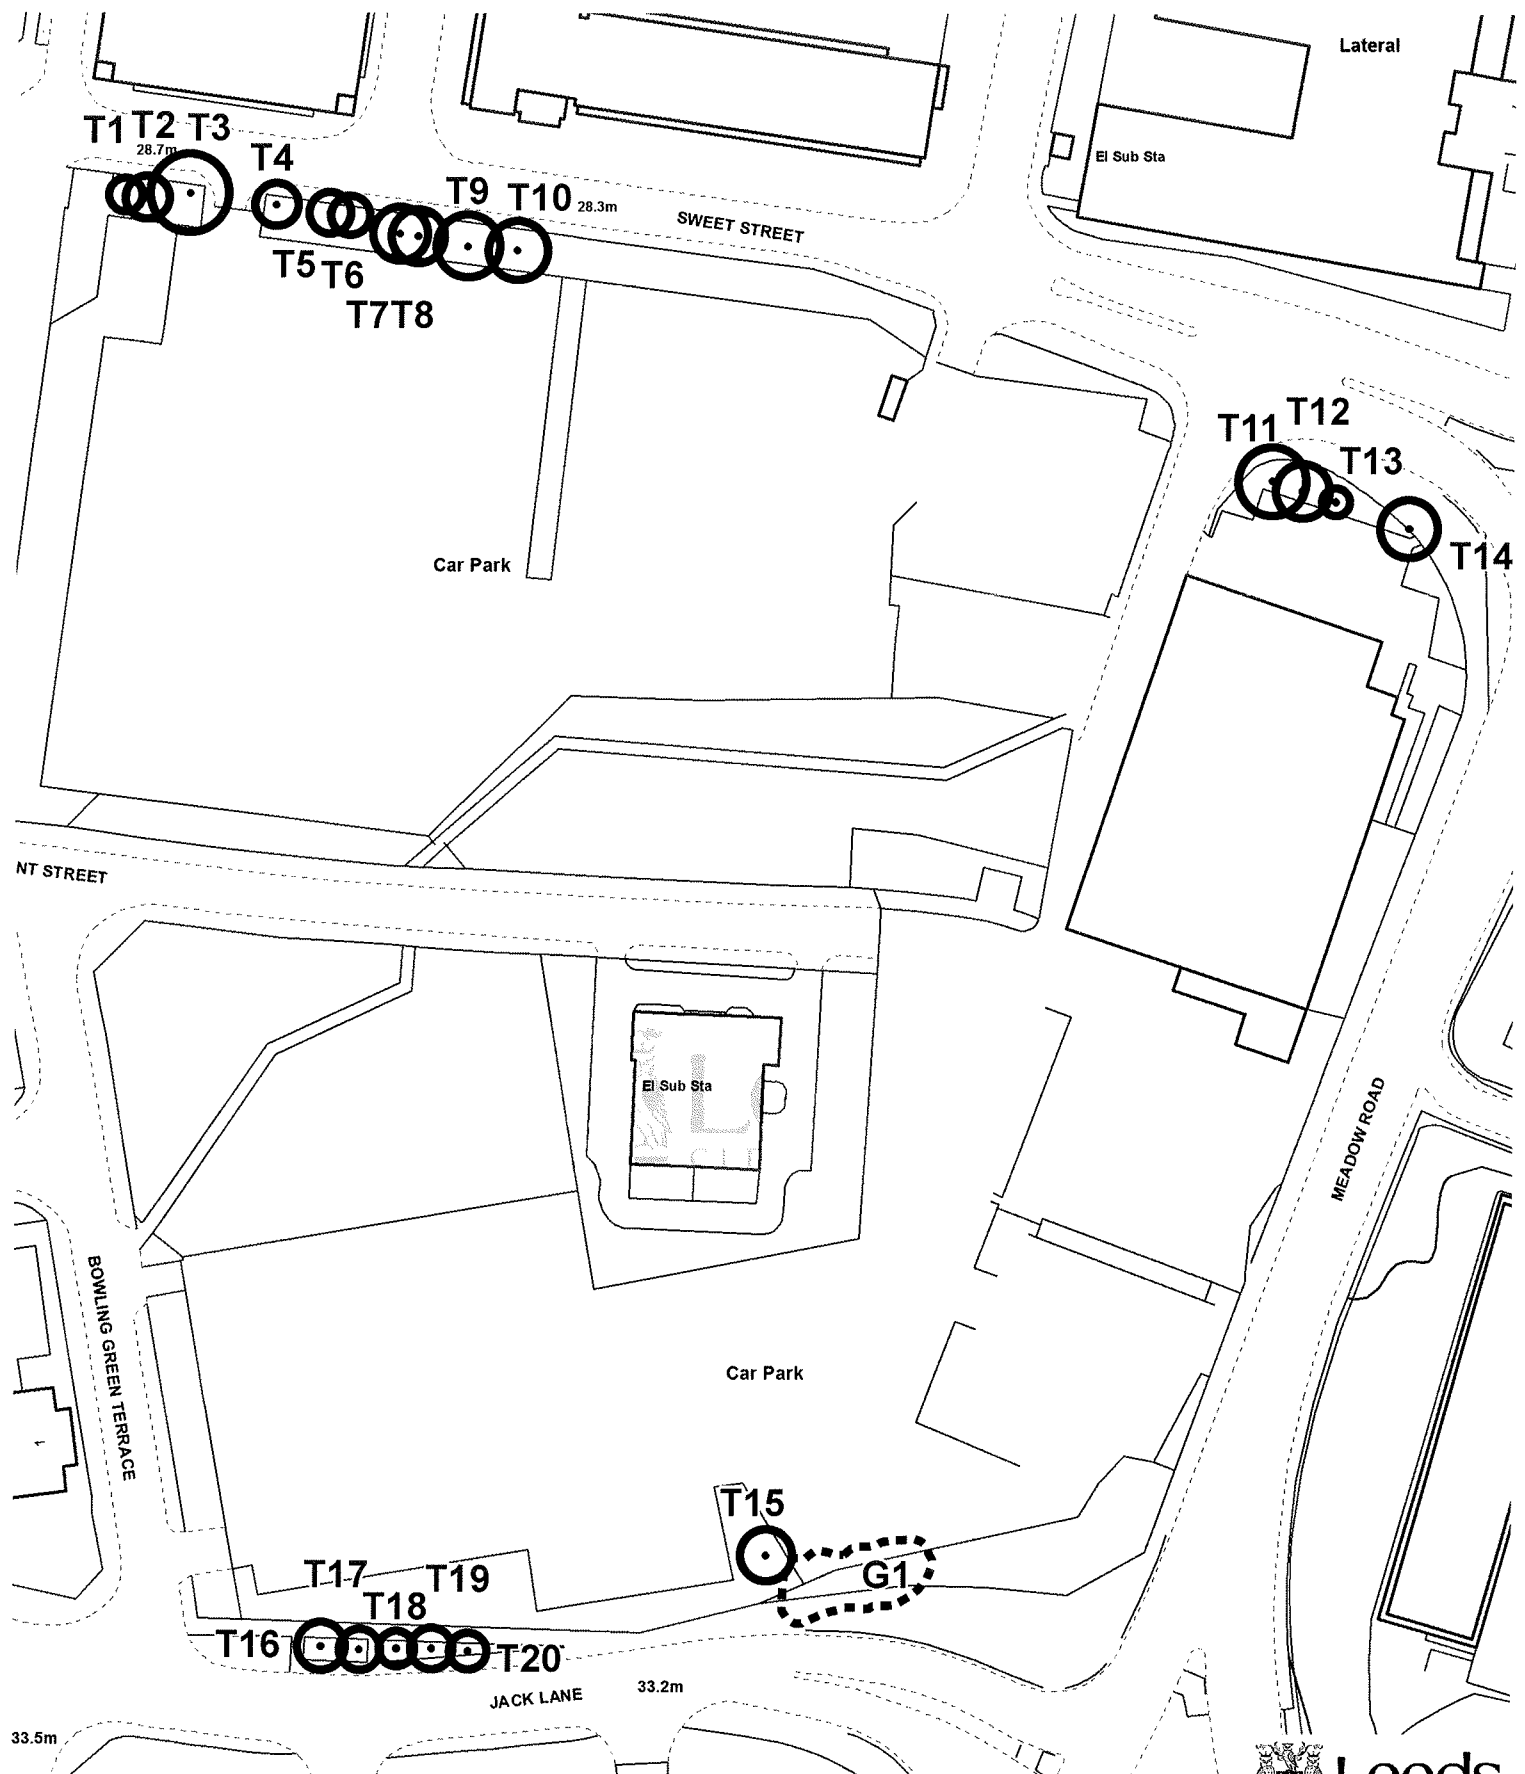 Lateral
T1 T2 T3
28.7m
T4
El Sub Sta
T9 T10
28.3m
SWEET STREET
T5 T6
T7T8
T11 T12
T13
T14
Car Park
NT STREET
El Sub Sta
MEADOW ROAD
BOWLING GREEN TERRACE
1
Car Park
T15
T17 T19
G1
T18
T16 T20
JACK LANE
33.2m
33.5m
Leeds